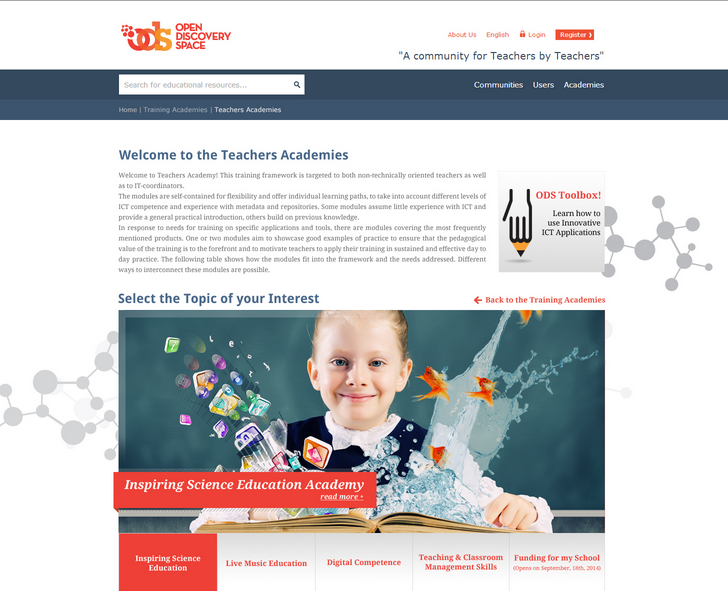 ods OPEN
DISCOVERY
SPACE
About Us English Login Register ❯
"A community for Teachers by Teachers"
Search for educational resources...
Communities Users Academies
Home | Training Academies | Teachers Academies
Welcome to the Teachers Academies
Welcome to Teachers Academy! This training framework is targeted to both non-technically oriented teachers as well
as to IT-coordinators.
The modules are self-contained for flexibility and offer individual learning paths, to take into account different levels of
ICT competence and experience with metadata and repositories. Some modules assume little experience with ICT and
provide a general practical introduction, others build on previous knowledge.
In response to needs for training on specific applications and tools, there are modules covering the most frequently
mentioned products. One or two modules aim to showcase good examples of practice to ensure that the pedagogical
value of the training is to the forefront and to motivate teachers to apply their training in sustained and effective day to
day practice. The following table shows how the modules fit into the framework and the needs addressed. Different
ways to interconnect these modules are possible.
ODS Toolbox!
Learn how to
use Innovative
ICT Applications
Select the Topic of your Interest
Back to the Training Academies
Inspiring Science Education Academy
read more +
Inspiring Science
Education
Live Music Education
Digital Competence
Teaching & Classroom
Management Skills
Funding for my School
(Opens on September, 18th, 2014)